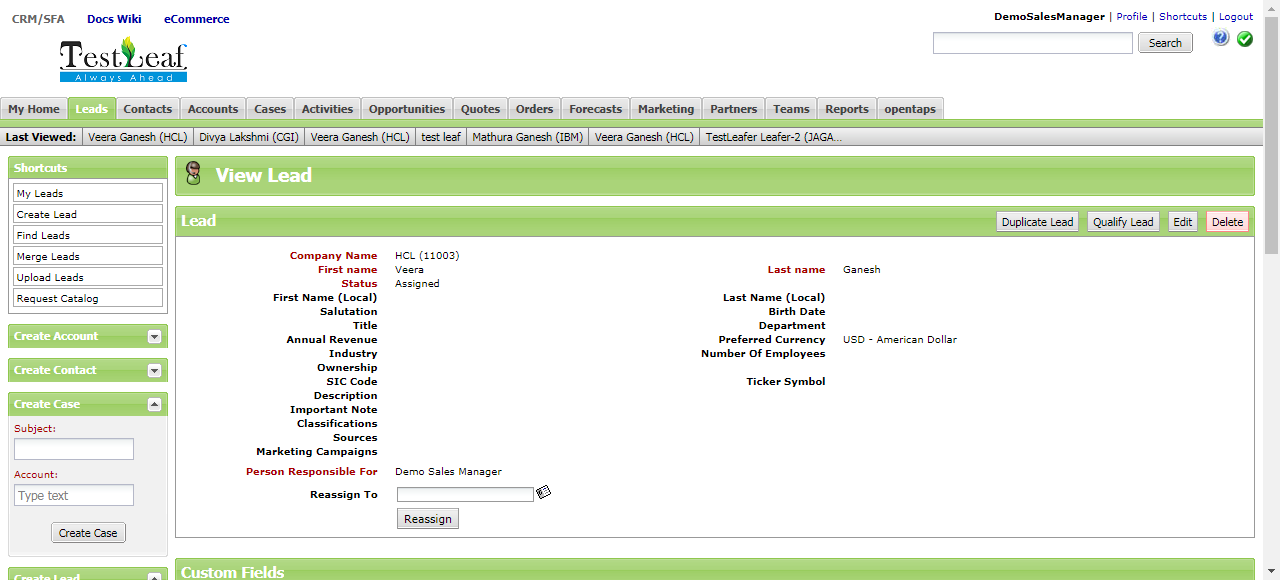 CRM/SFA Docs Wiki eCommerce
DemoSalesManager | Profile | Shortcuts | Logout
TestLeaf
Always Ahead
Search
My Home Leads Contacts Accounts Cases Activities Opportunities Quotes Orders Forecasts Marketing Partners Teams Reports opentaps
Last Viewed: Veera Ganesh (HCL) Divya Lakshmi (CGI) Veera Ganesh (HCL) test leaf Mathura Ganesh (IBM) Veera Ganesh (HCL) TestLeafer Leafer-2 (JAGA...
Shortcuts
My Leads
Create Lead
Find Leads
Merge Leads
Upload Leads
Request Catalog
Create Account
Create Contact
Create Case
Subject:
Account:
Type text
Create Case
Create Lead
View Lead
Lead Duplicate Lead Qualify Lead Edit Delete
Company Name HCL (11003)
First name Veera Last name Ganesh
Status Assigned
First Name (Local) Last Name (Local)
Salutation Birth Date
Title Department
Annual Revenue Preferred Currency USD - American Dollar
Industry Number Of Employees
Ownership
SIC Code Ticker Symbol
Description
Important Note
Classifications
Sources
Marketing Campaigns
Person Responsible For Demo Sales Manager
Reassign To
Reassign
Custom Fields